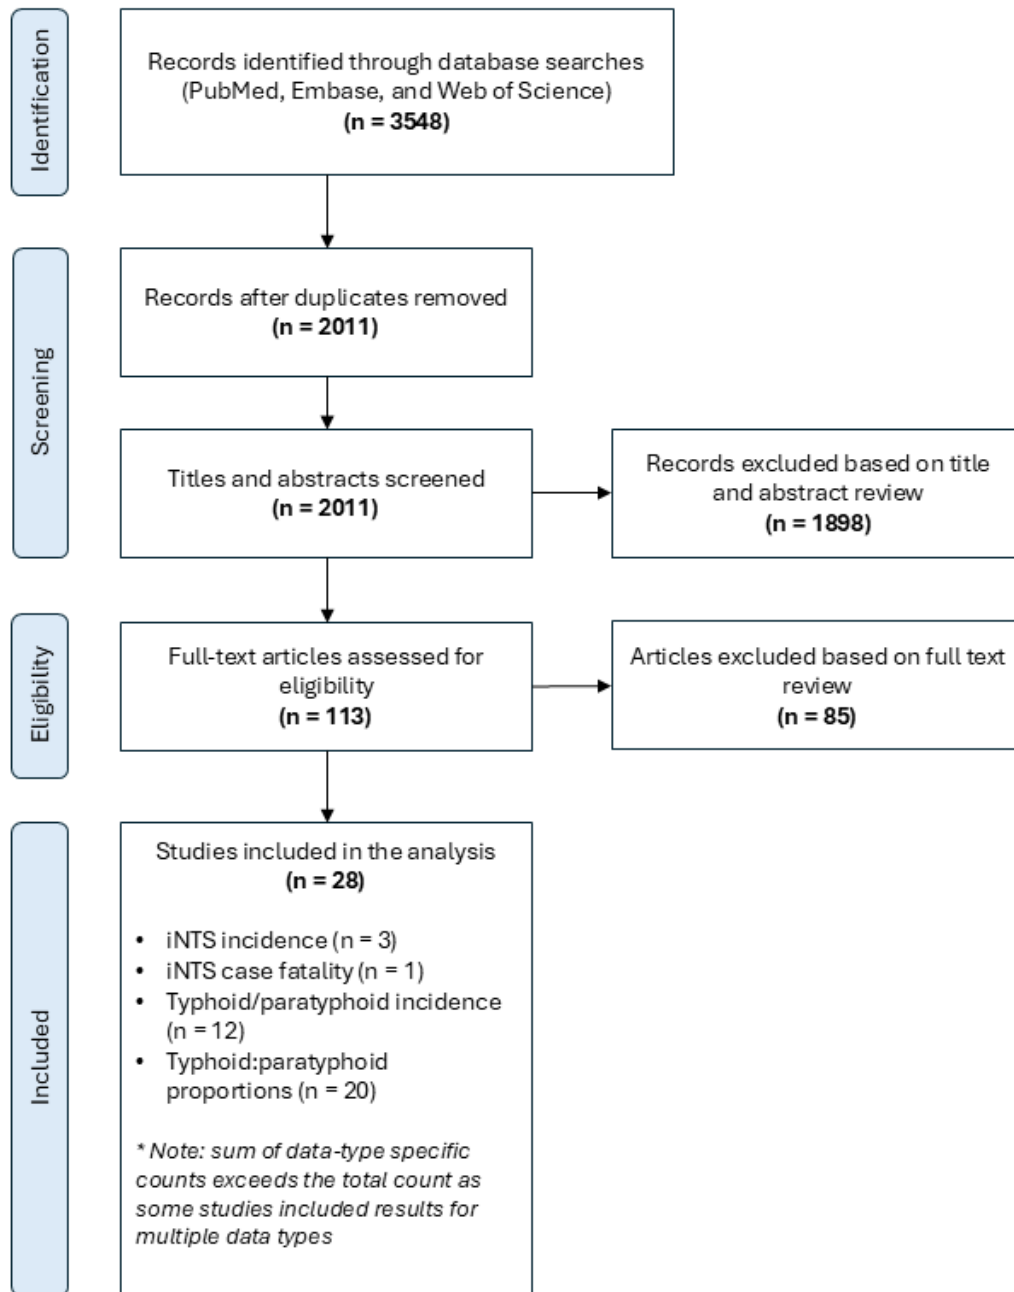 Identification
Records identified through database searches
(PubMed, Embase, and Web of Science)
(n = 3548)
Screening
Records after duplicates removed
(n = 2011)
Titles and abstracts screened
(n = 2011)
Records excluded based on title
and abstract review
(n = 1898)
Eligibility
Full-text articles assessed for
eligibility
(n = 113)
Articles excluded based on full text
review
(n = 85)
Included
Studies included in the analysis
(n = 28)
• iNTS incidence (n = 3)
• iNTS case fatality (n = 1)
• Typhoid/paratyphoid incidence
(n = 12)
• Typhoid:paratyphoid
proportions (n = 20)
* Note: sum of data-type specific
counts exceeds the total count as
some studies included results for
multiple data types